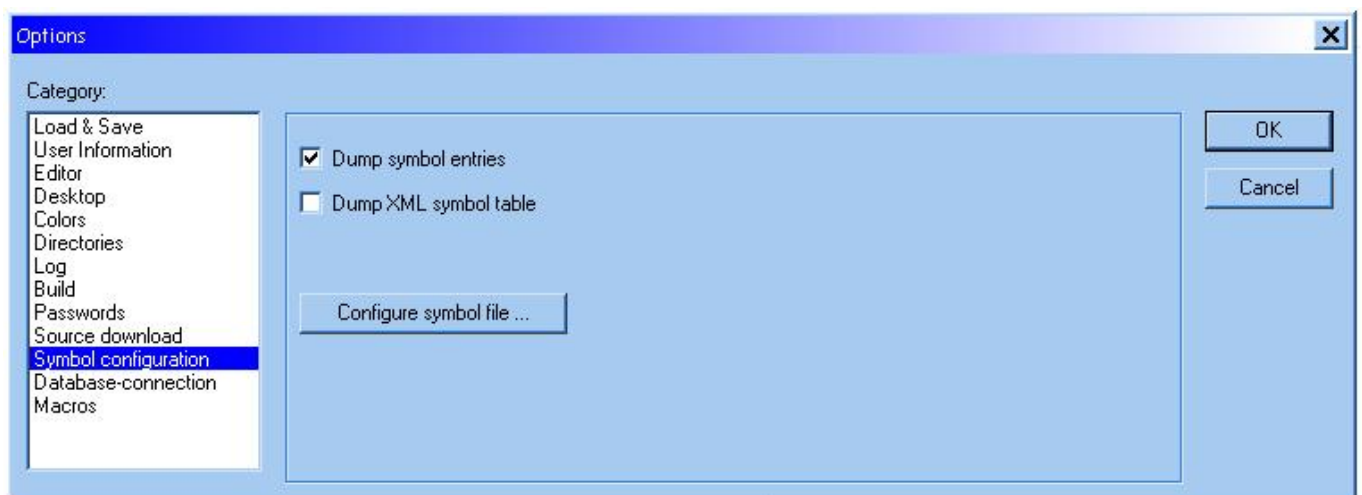 Options
Category:
Load & Save
User Information
Editor
Desktop
Colors
Directories
Log
Build
Passwords
Source download
Symbol configuration
Database-connection
Macros
Dump symbol entries
Dump XML symbol table
Configure symbol file ...
OK
Cancel